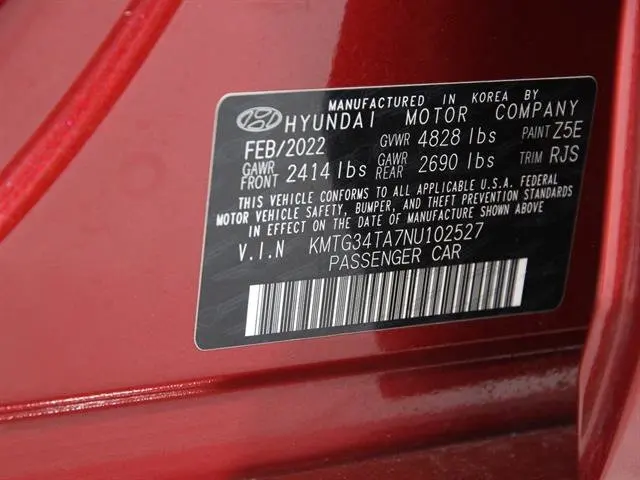 MANUFACTURED IN KOREA BY
HYUNDAI MOTOR COMPANY
FEB/2022 GVWR 4828 lbs PAINT Z5E
GAWR FRONT 2414 lbs GAWR REAR 2690 lbs TRIM RJS
THIS VEHICLE CONFORMS TO ALL APPLICABLE U.S.A. FEDERAL
MOTOR VEHICLE SAFETY, BUMPER, AND THEFT PREVENTION STANDARDS
IN EFFECT ON THE DATE OF MANUFACTURE SHOWN ABOVE.
V.I.N KMTG34TA7NU102527
PASSENGER CAR